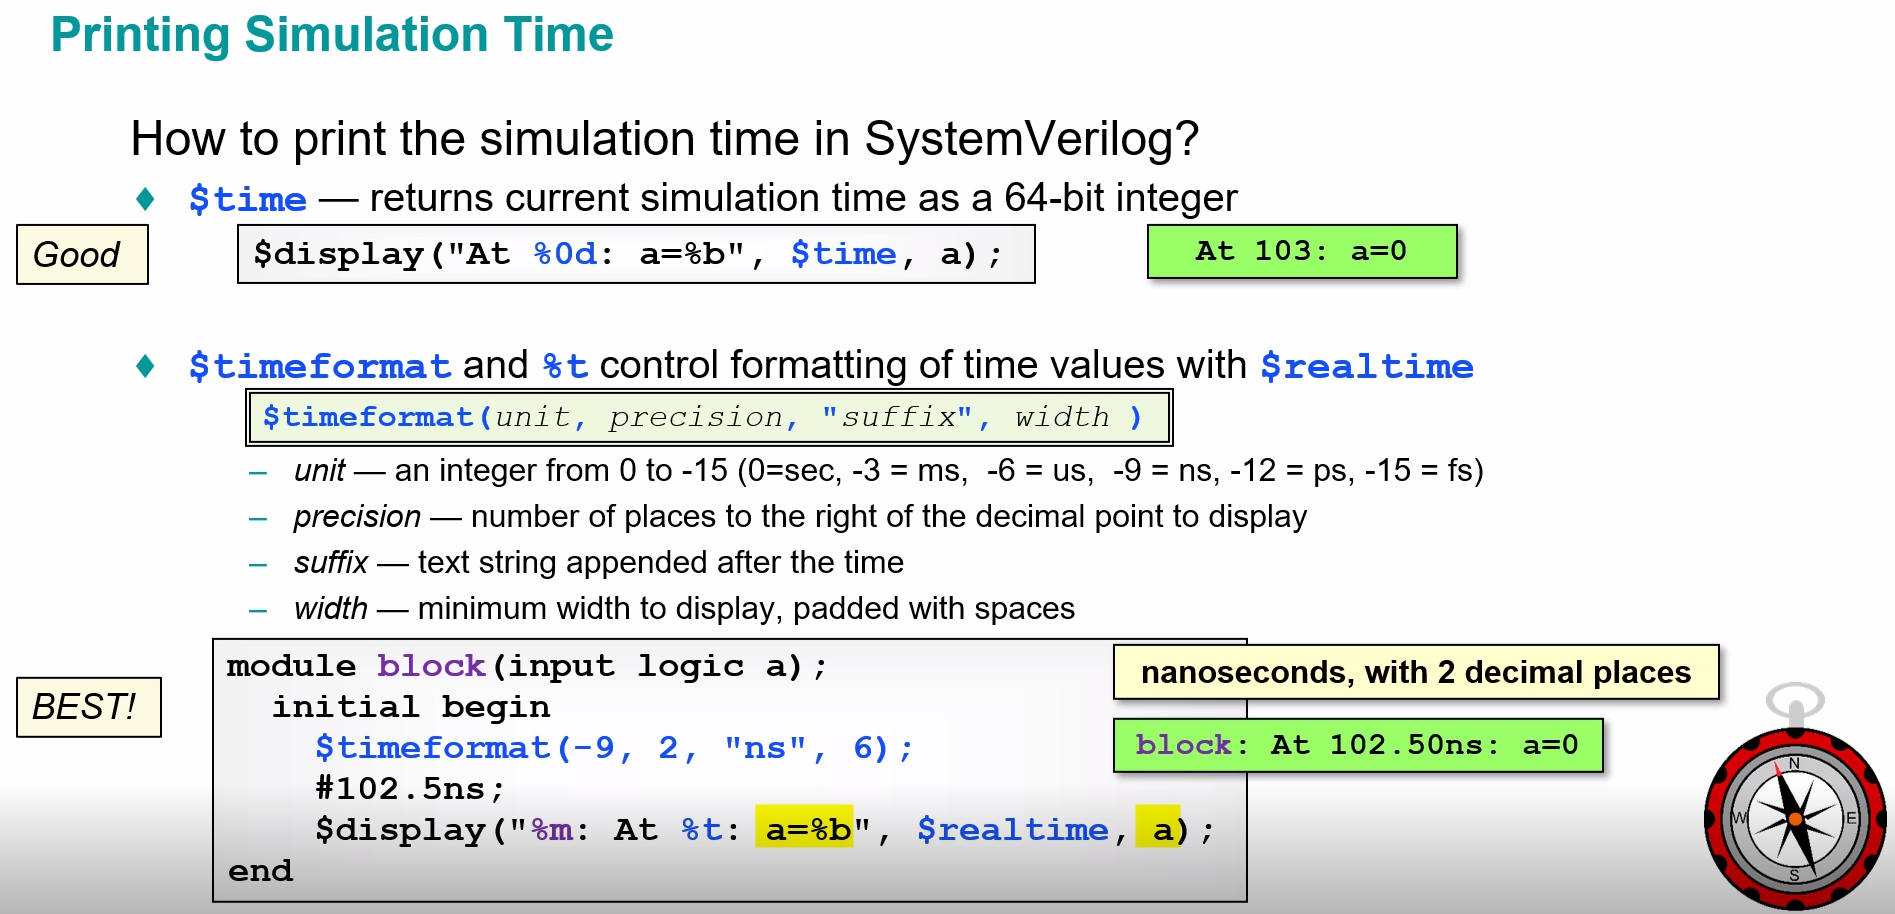 Printing Simulation Time
How to print the simulation time in SystemVerilog?
♦ $time — returns current simulation time as a 64-bit integer
Good
$display("At %0d: a=%b", $time, a);
At 103: a=0
♦ $timeformat and %t control formatting of time values with $realtime
$timeformat(unit, precision, "suffix", width )
– unit — an integer from 0 to -15 (0=sec, -3 = ms, -6 = us, -9 = ns, -12 = ps, -15 = fs)
– precision — number of places to the right of the decimal point to display
– suffix — text string appended after the time
– width — minimum width to display, padded with spaces
BEST!
module block(input logic a);
initial begin
$timeformat(-9, 2, "ns", 6);
#102.5ns;
$display("%m: At %t: a=%b", $realtime, a);
end
nanoseconds, with 2 decimal places
block: At 102.50ns: a=0
N
W
E
S